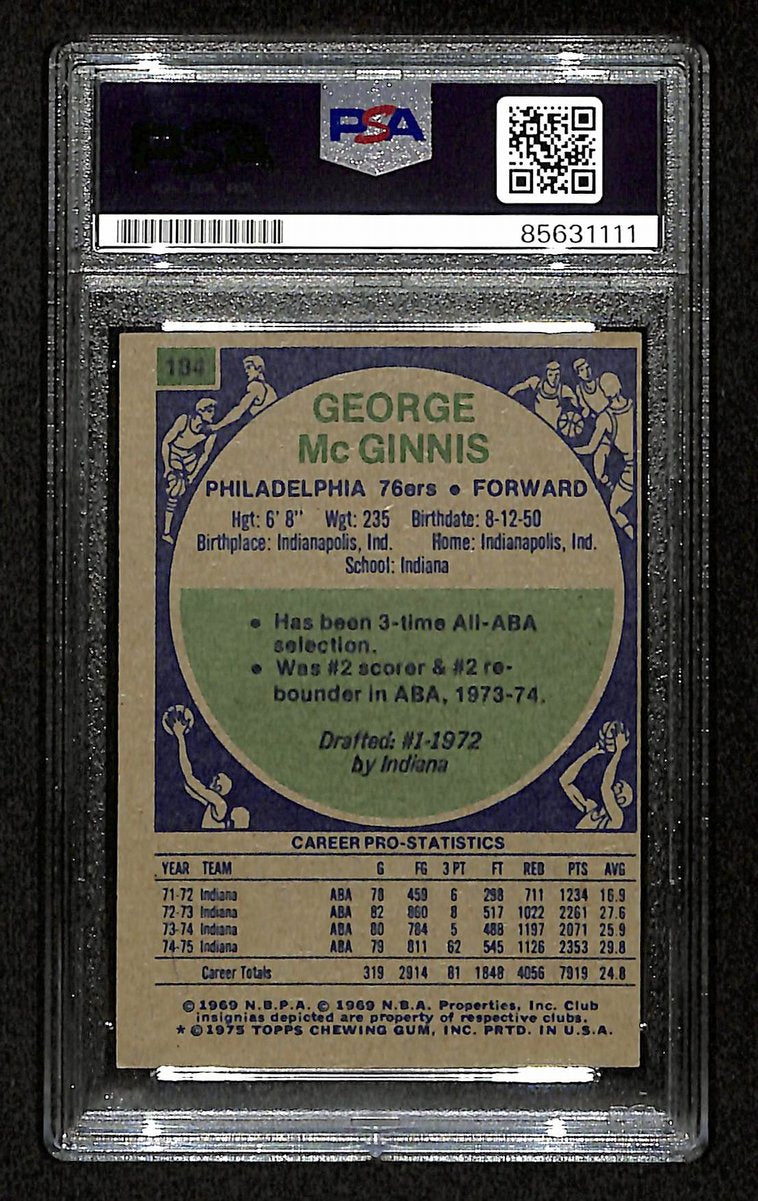 PSA
85631111
184
GEORGE
Mc GINNIS
PHILADELPHIA 76ers • FORWARD
Hgt: 6' 8" Wgt: 235 Birthdate: 8-12-50
Birthplace: Indianapolis, Ind. Home: Indianapolis, Ind.
School: Indiana
• Has been 3-time All-ABA
selection.
• Was #2 scorer & #2 re-
bounder in ABA, 1973-74.
Drafted: #1-1972
by Indiana
CAREER PRO-STATISTICS
YEAR TEAM G FG 3 PT FT REB PTS AVG
71-72 Indiana ABA 78 459 6 298 711 1234 16.9
72-73 Indiana ABA 82 860 8 517 1022 2261 27.6
73-74 Indiana ABA 80 784 5 488 1197 2071 25.9
74-75 Indiana ABA 79 811 62 545 1126 2353 29.8
Career Totals 319 2914 81 1848 4056 7919 24.8
© 1969 N.B.P.A. © 1969 N.B.A. Properties, Inc. Club
insignias depicted are property of respective clubs.
* © 1975 TOPPS CHEWING GUM, INC. PRTD. IN U.S.A.